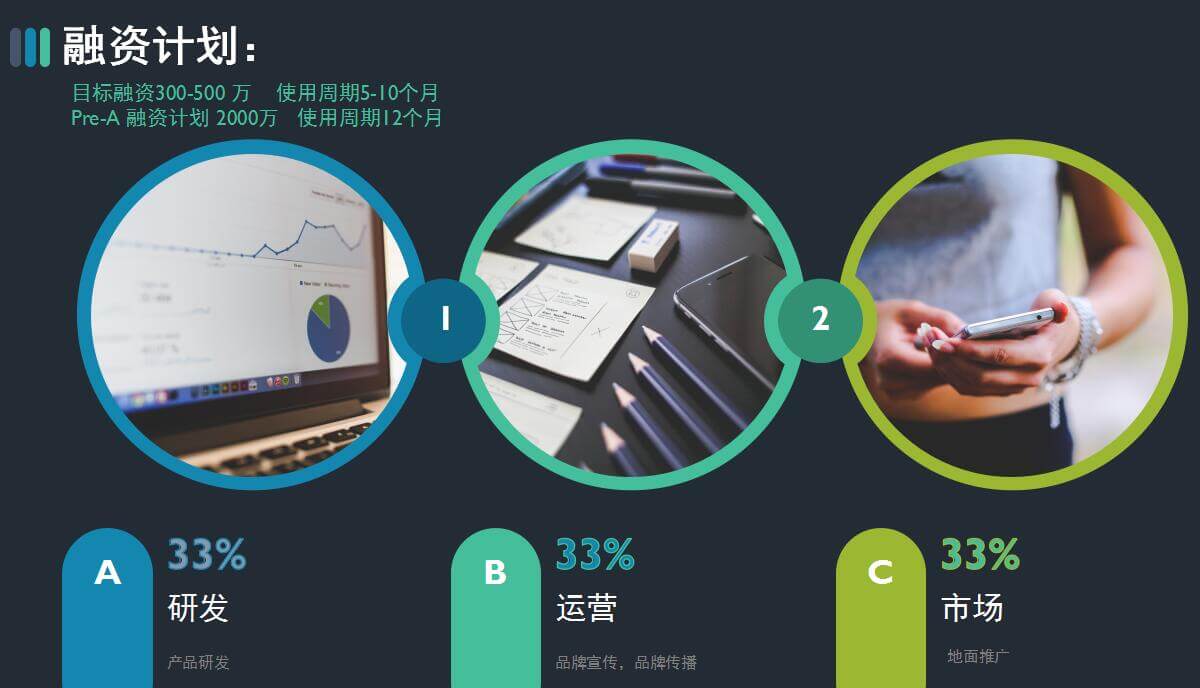 融资计划：
目标融资300-500 万 使用周期5-10个月
Pre-A 融资计划 2000万 使用周期12个月
1
2
A
33%
研发
产品研发
B
33%
运营
品牌宣传，品牌传播
C
33%
市场
地面推广